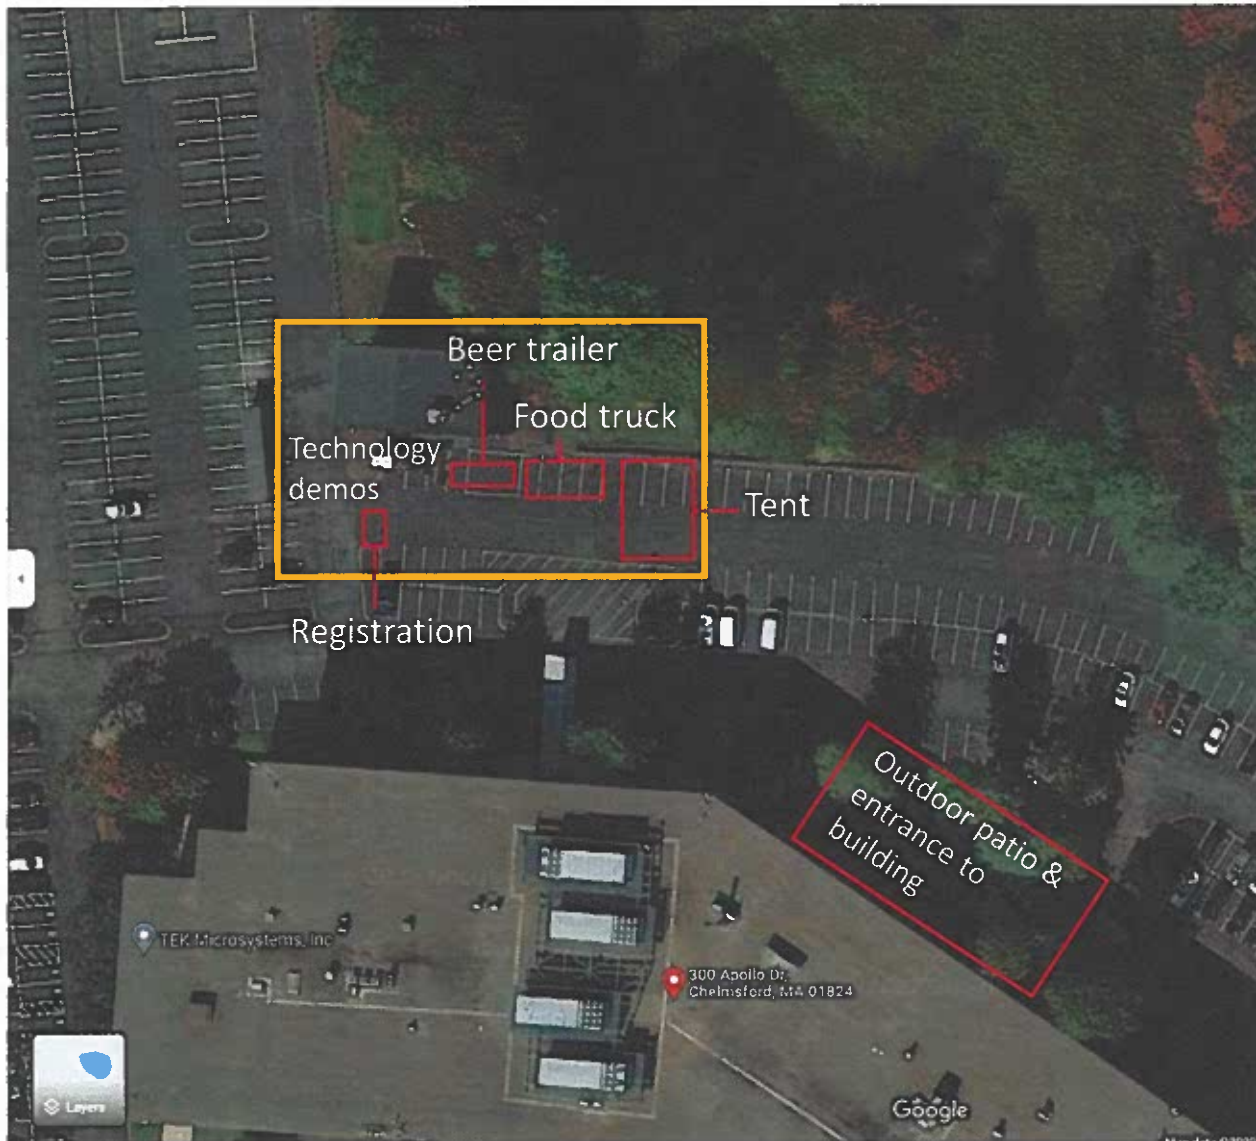 Beer trailer
Food truck
Technology
demos
Tent
Registration
Outdoor patio &
entrance to
building
TEK Microsystems, Inc
300 Apollo Dr,
Chelmsford, MA 01824
Layers
Google